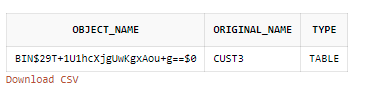 OBJECT_NAME ORIGINAL_NAME TYPE
BIN$29T+1U1hcXjgUwKgxAou+g==$0 CUST3 TABLE
Download CSV